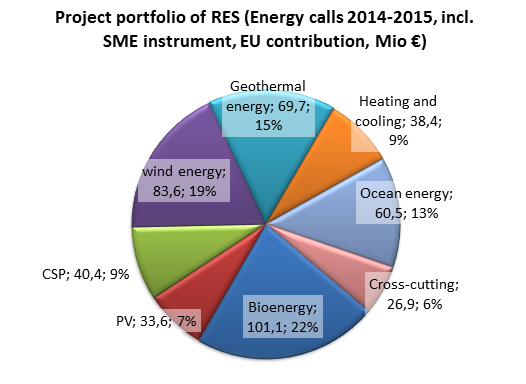 Project portfolio of RES (Energy calls 2014-2015, incl.
SME instrument, EU contribution, Mio €)
Geothermal
energy; 69,7;
15%
Heating and
cooling; 38,4;
9%
wind energy;
83,6; 19%
Ocean energy;
60,5; 13%
CSP; 40,4; 9%
Cross-cutting;
26,9; 6%
PV; 33,6; 7%
Bioenergy;
101,1; 22%